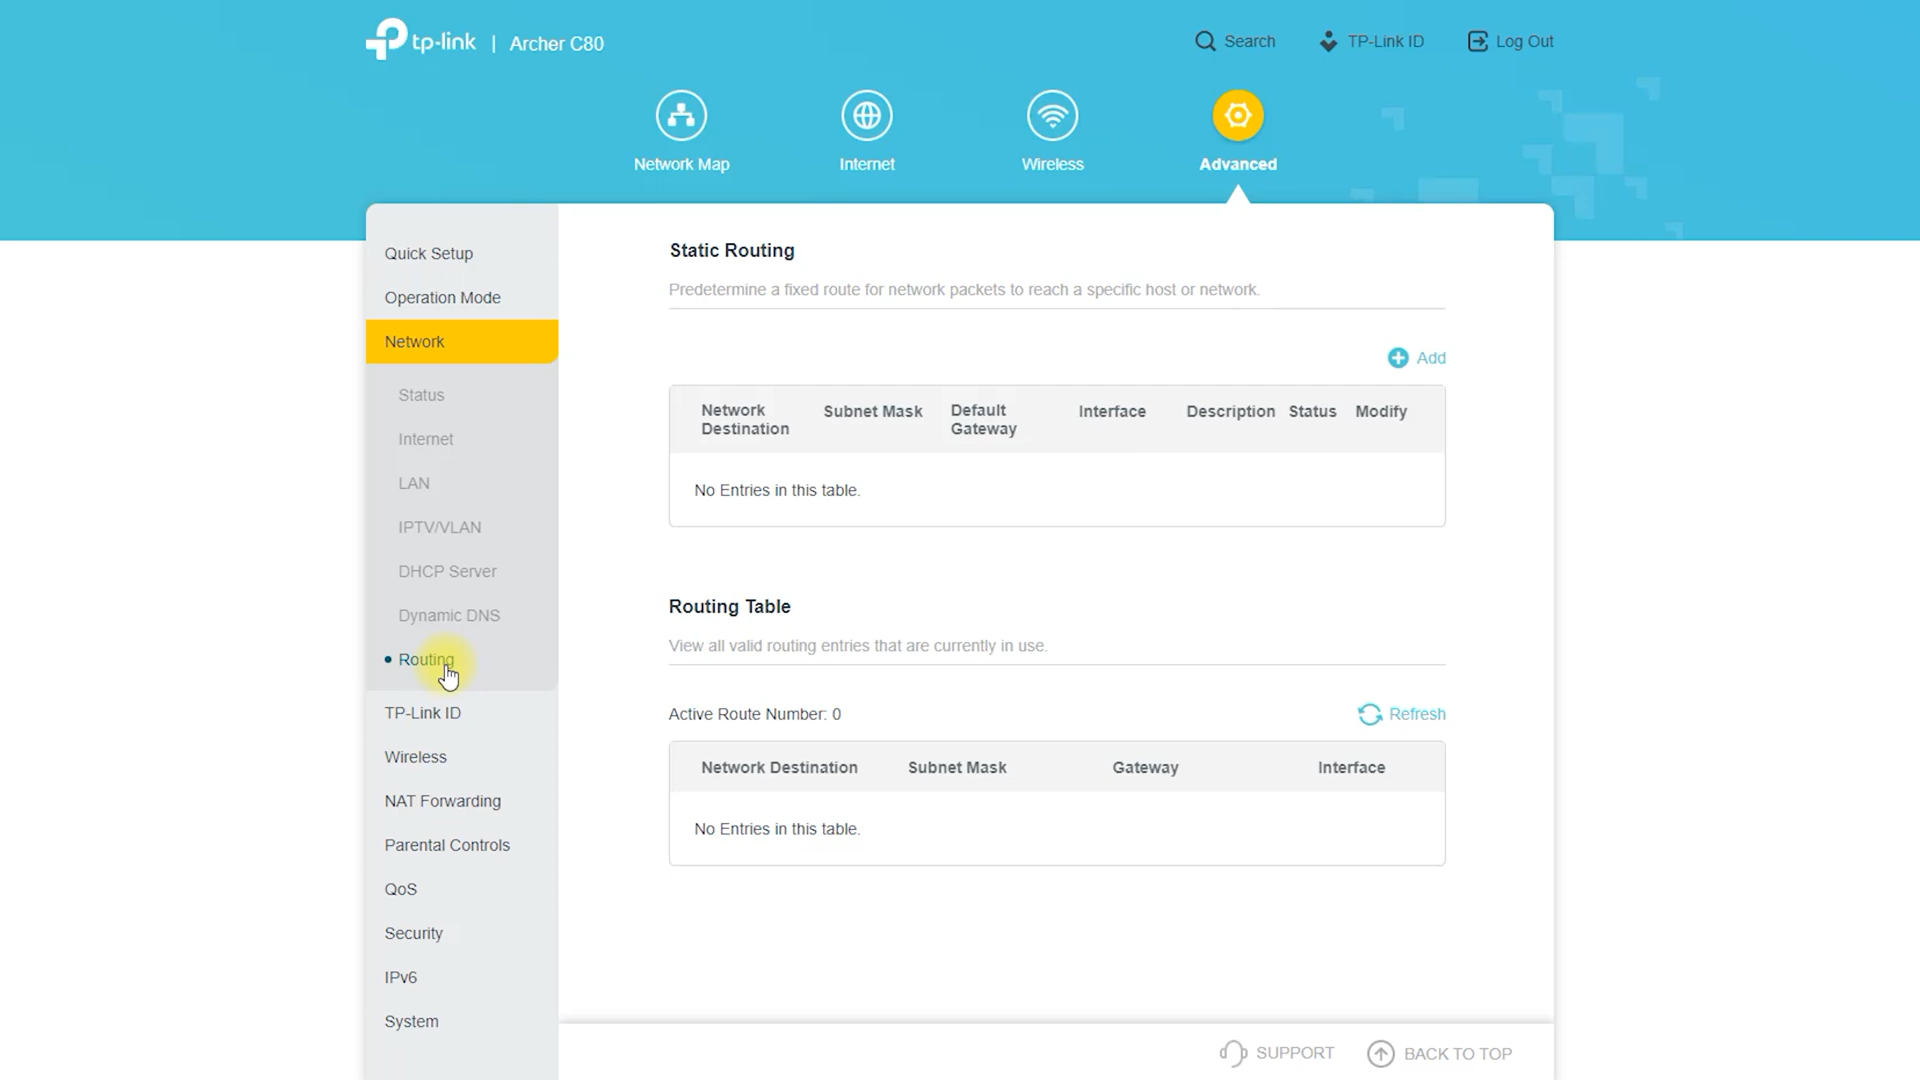 tp-link | Archer C80
Search
TP-Link ID
Log Out
Network Map
Internet
Wireless
Advanced
Quick Setup
Operation Mode
Network
Status
Internet
LAN
IPTV/VLAN
DHCP Server
Dynamic DNS
Routing
TP-Link ID
Wireless
NAT Forwarding
Parental Controls
QoS
Security
IPv6
System
Static Routing
Predetermine a fixed route for network packets to reach a specific host or network.
Add
Network
Destination
Subnet Mask
Default
Gateway
Interface
Description
Status
Modify
No Entries in this table.
Routing Table
View all valid routing entries that are currently in use.
Active Route Number: 0
Refresh
Network Destination
Subnet Mask
Gateway
Interface
No Entries in this table.
SUPPORT
BACK TO TOP